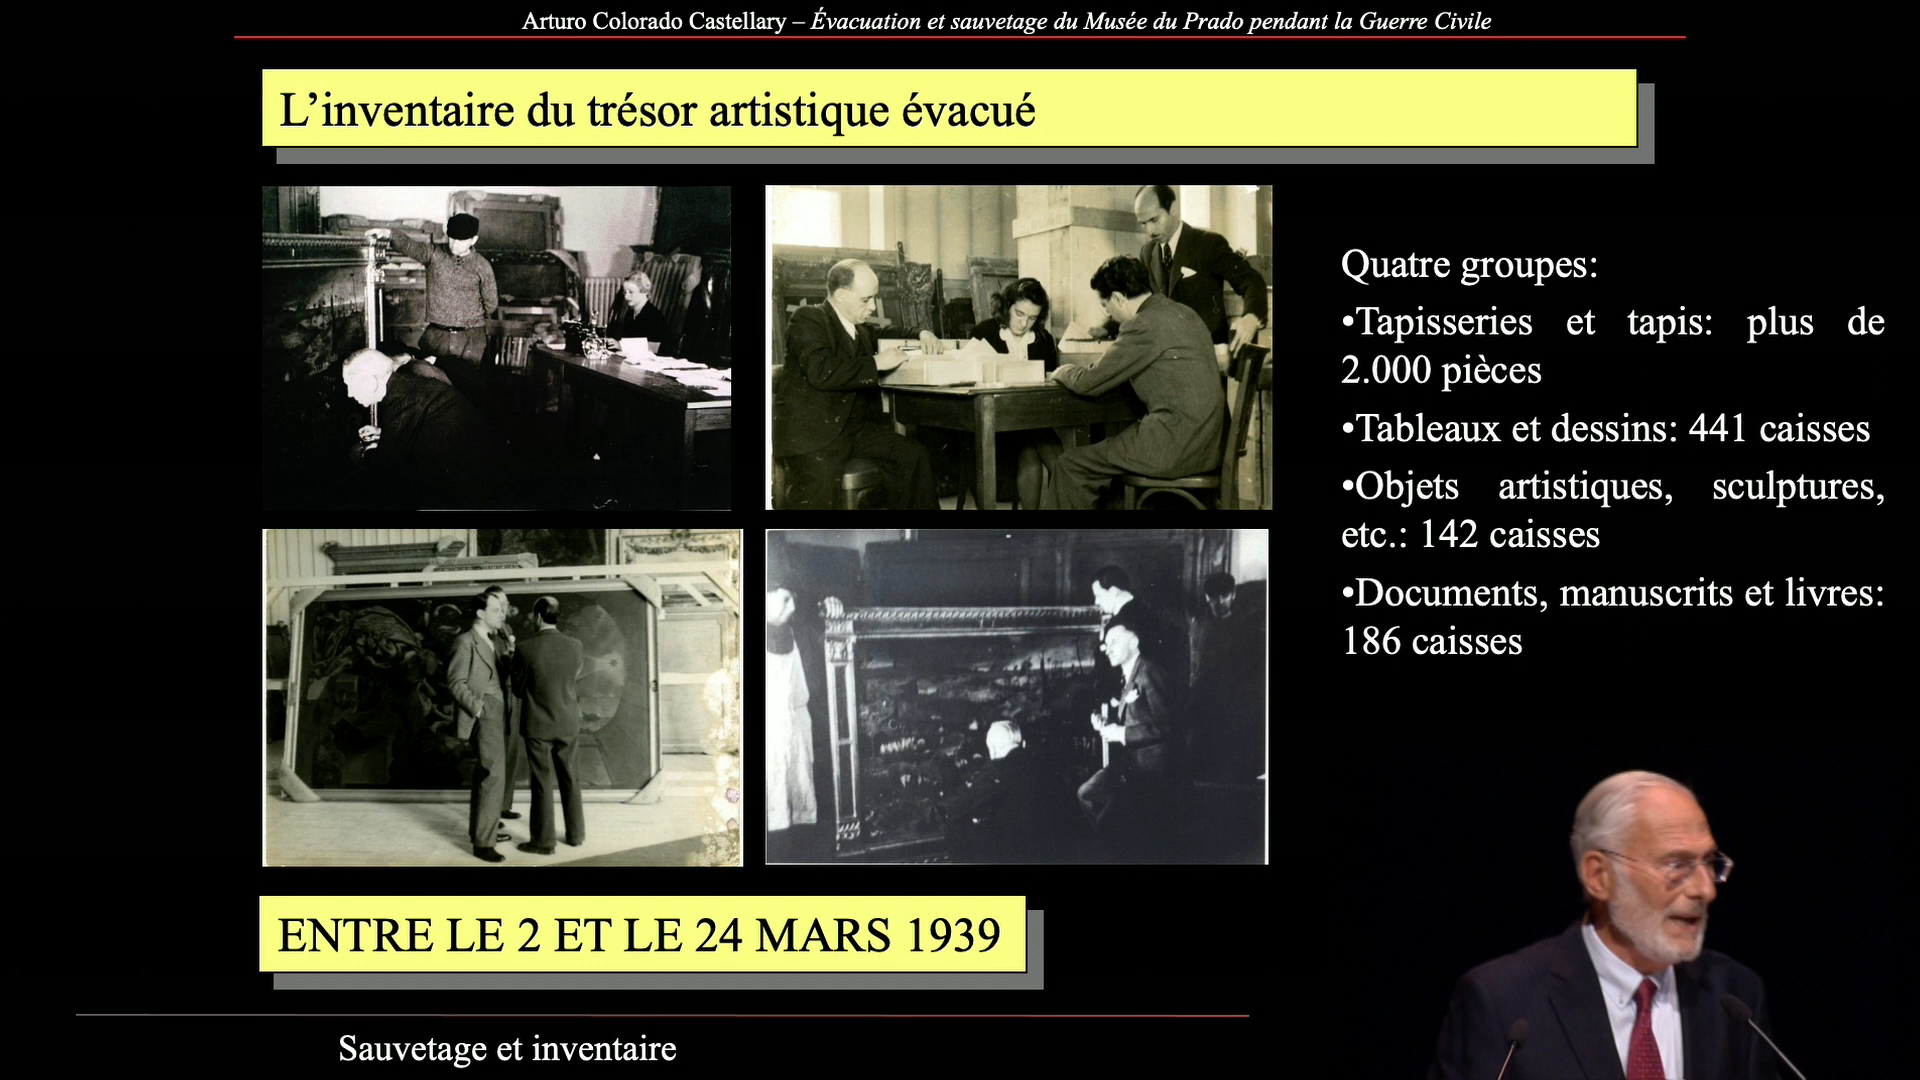 Arturo Colorado Castellary – Évacuation et sauvetage du Musée du Prado pendant la Guerre Civile
L’inventaire du trésor artistique évacué
Quatre groupes:
•Tapisseries et tapis: plus de
2.000 pièces
•Tableaux et dessins: 441 caisses
•Objets artistiques, sculptures,
etc.: 142 caisses
•Documents, manuscrits et livres:
186 caisses
ENTRE LE 2 ET LE 24 MARS 1939
Sauvetage et inventaire